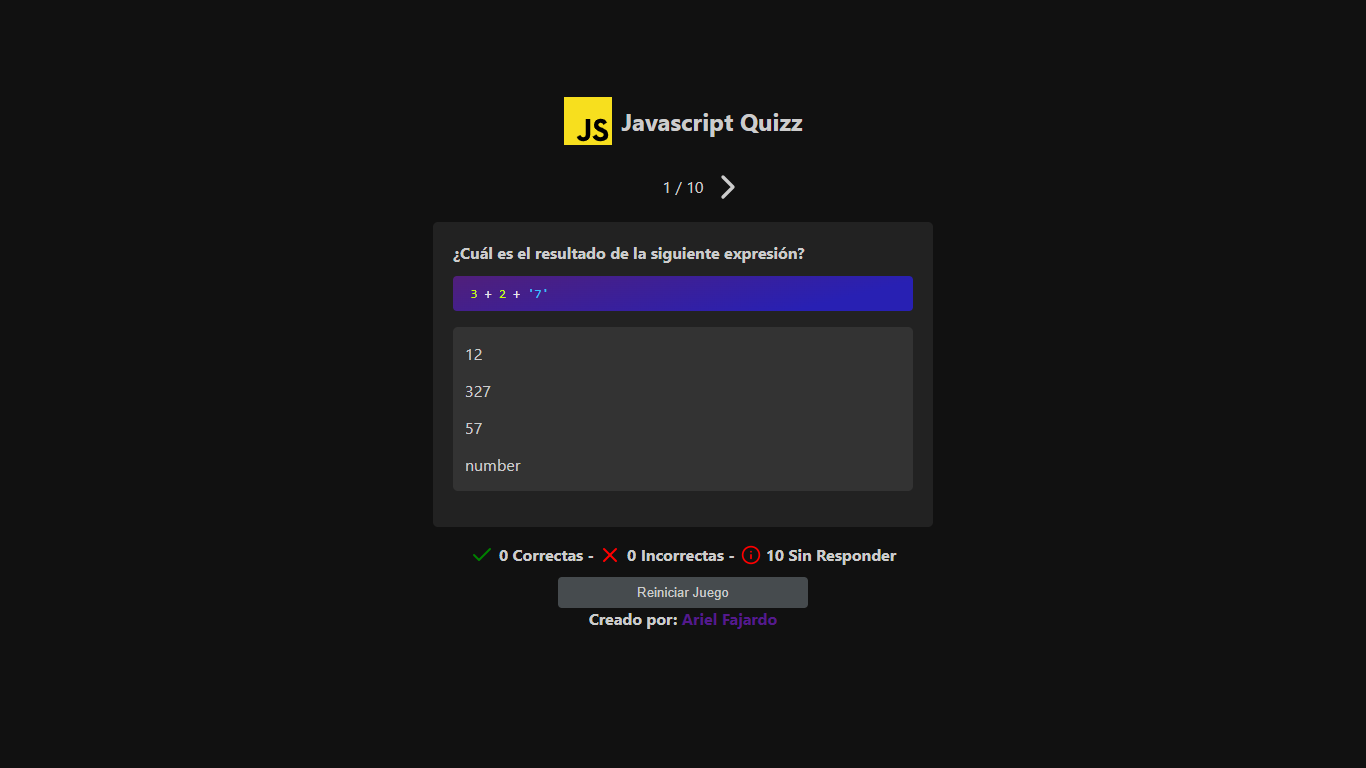 JS Javascript Quizz
1 / 10
¿Cuál es el resultado de la siguiente expresión?
3 + 2 + '7'
12
327
57
number
0 Correctas - 0 Incorrectas - 10 Sin Responder
Reiniciar Juego
Creado por: Ariel Fajardo